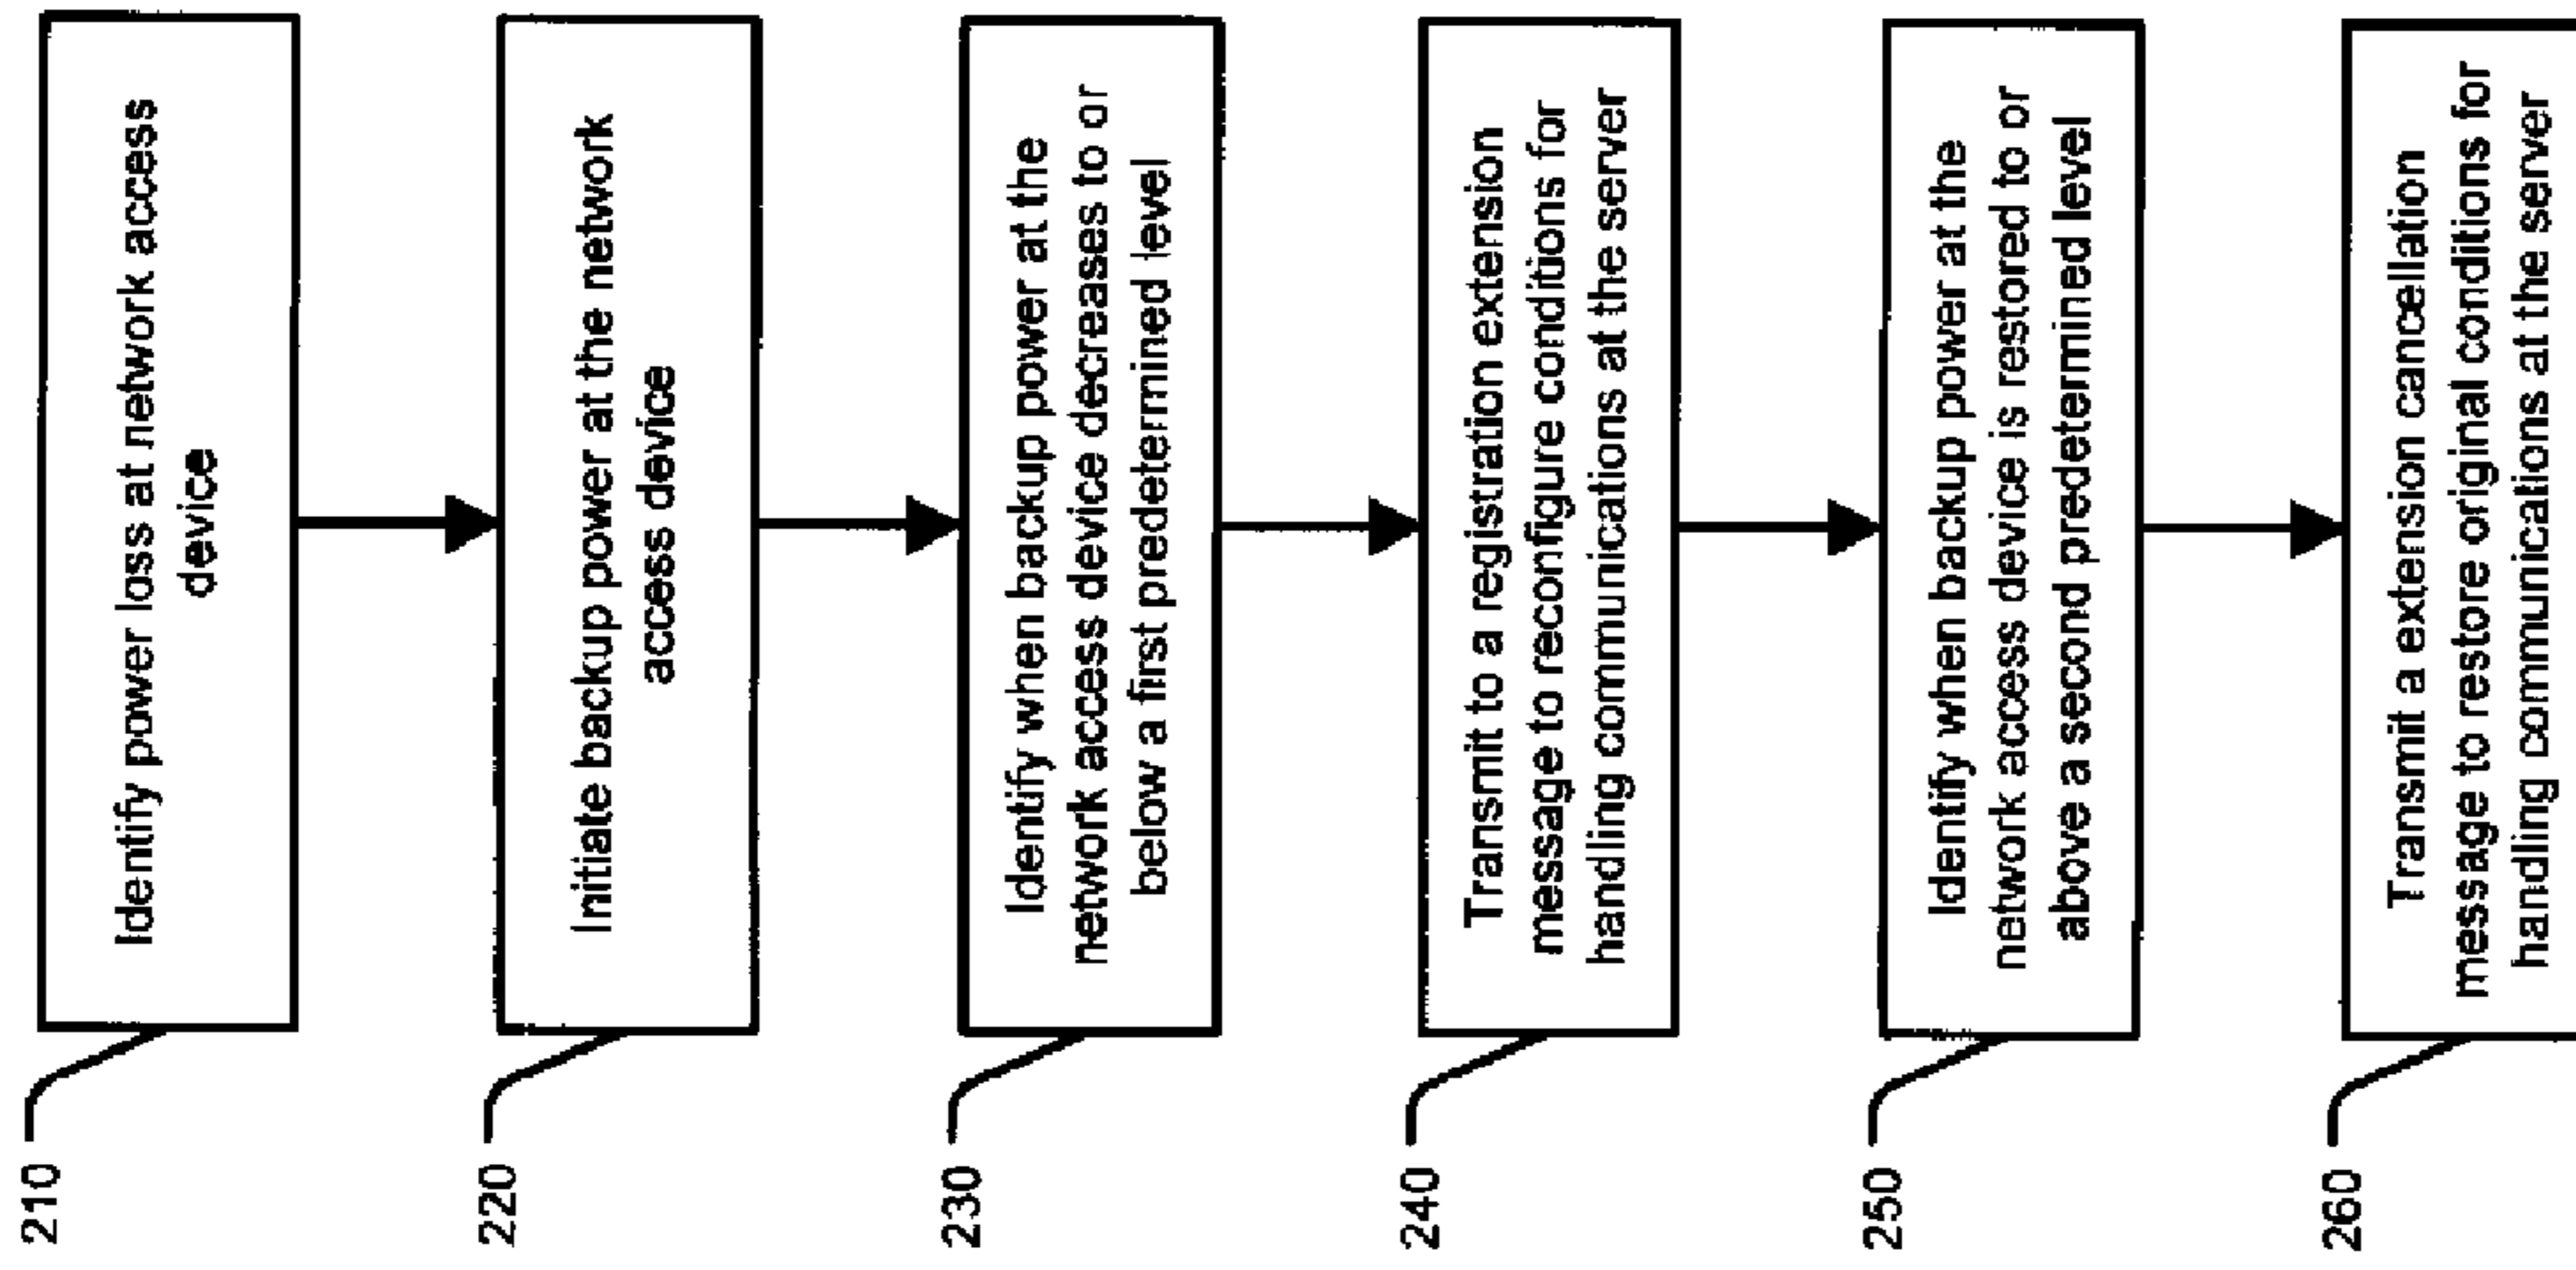 210
Identify power loss at network access
device
220
Initiate backup power at the network
access device
230
Identify when backup power at the
network access device decreases to or
below a first predetermined level
240
Transmit to a registration extension
message to reconfigure conditions for
handling communications at the server
250
Identify when backup power at the
network access device is restored to or
above a second predetermined level
260
Transmit a extension cancellation
message to restore original conditions for
handling communications at the server